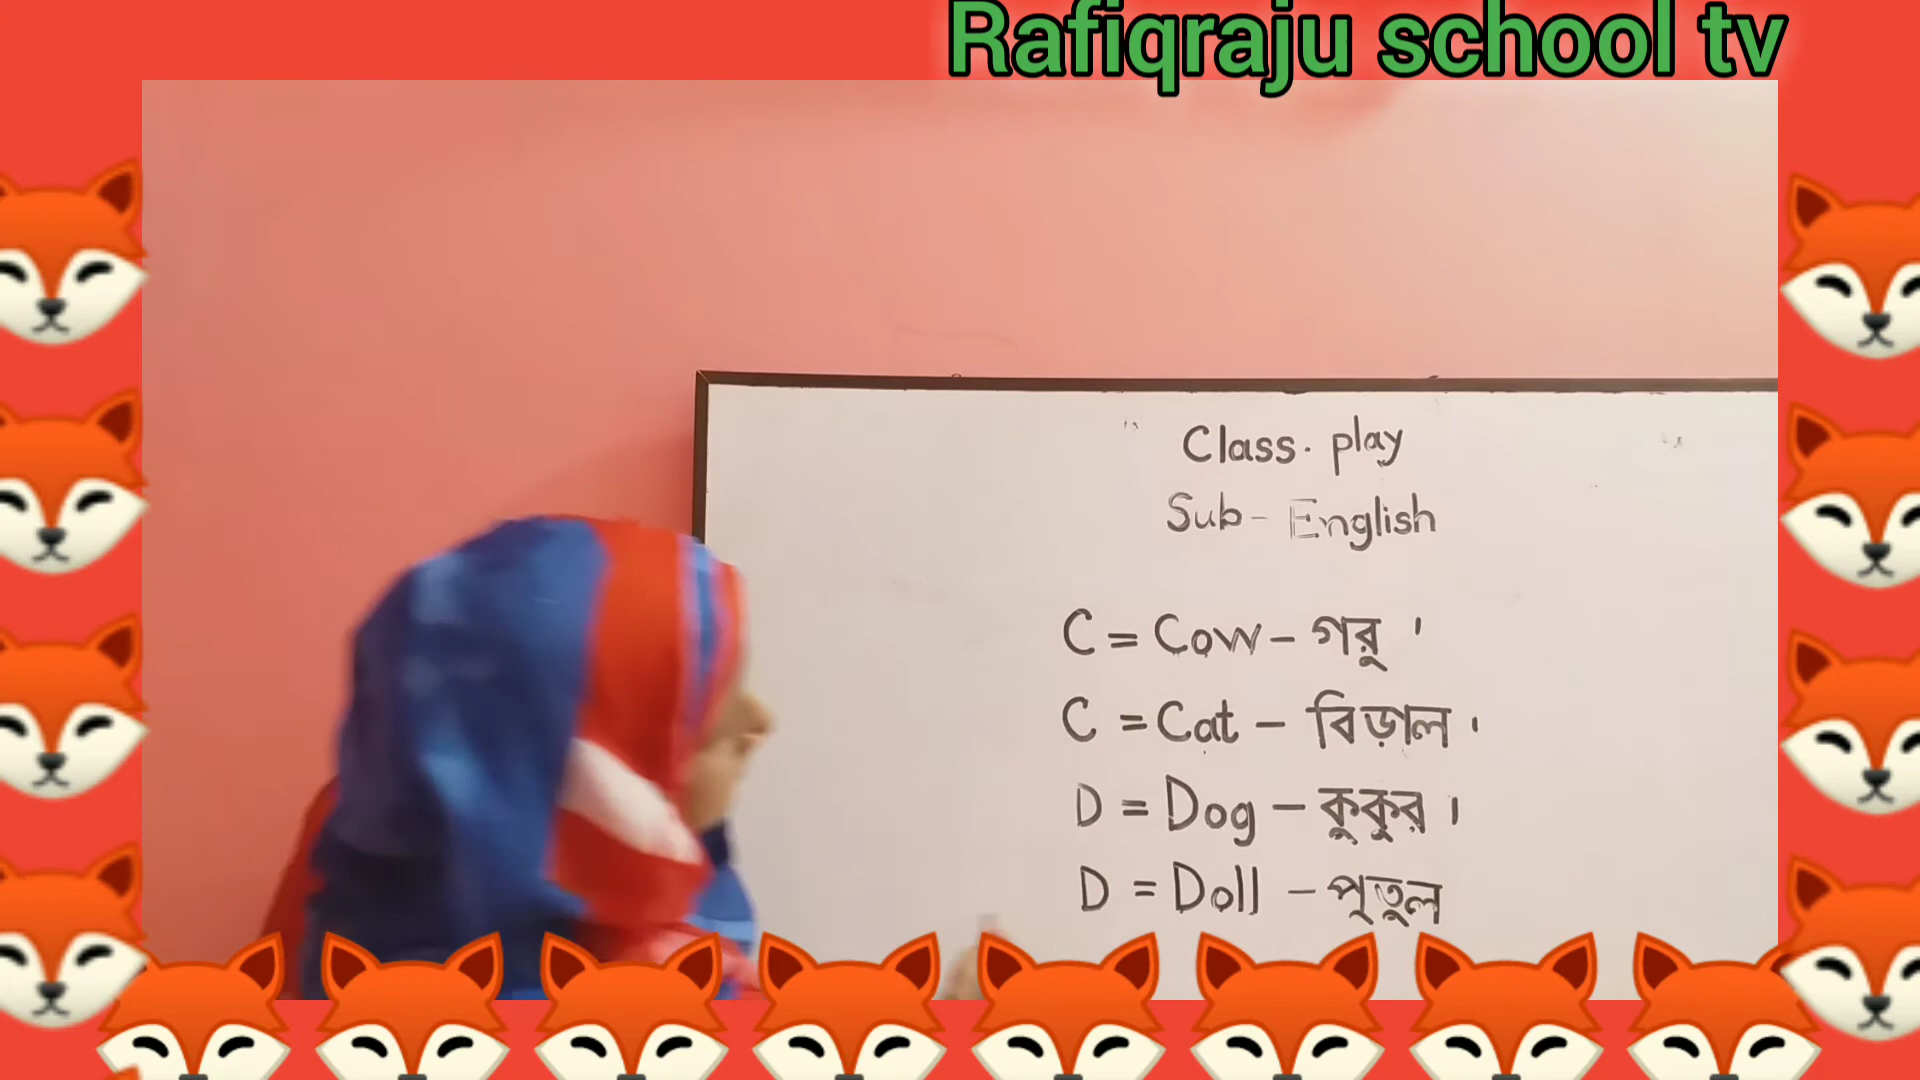 Rafiqraju school tv
Class. play
Sub- English
C = Cow - গরু '
C = Cat - বিড়াল ।
D = Dog - কুকুর ।
D = Doll - পুতুল